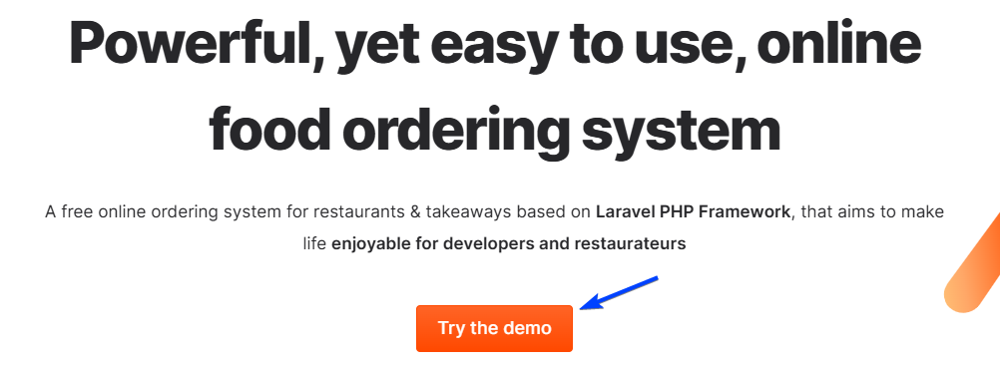 Powerful, yet easy to use, online
food ordering system
A free online ordering system for restaurants & takeaways based on Laravel PHP Framework, that aims to make
life enjoyable for developers and restaurateurs
Try the demo